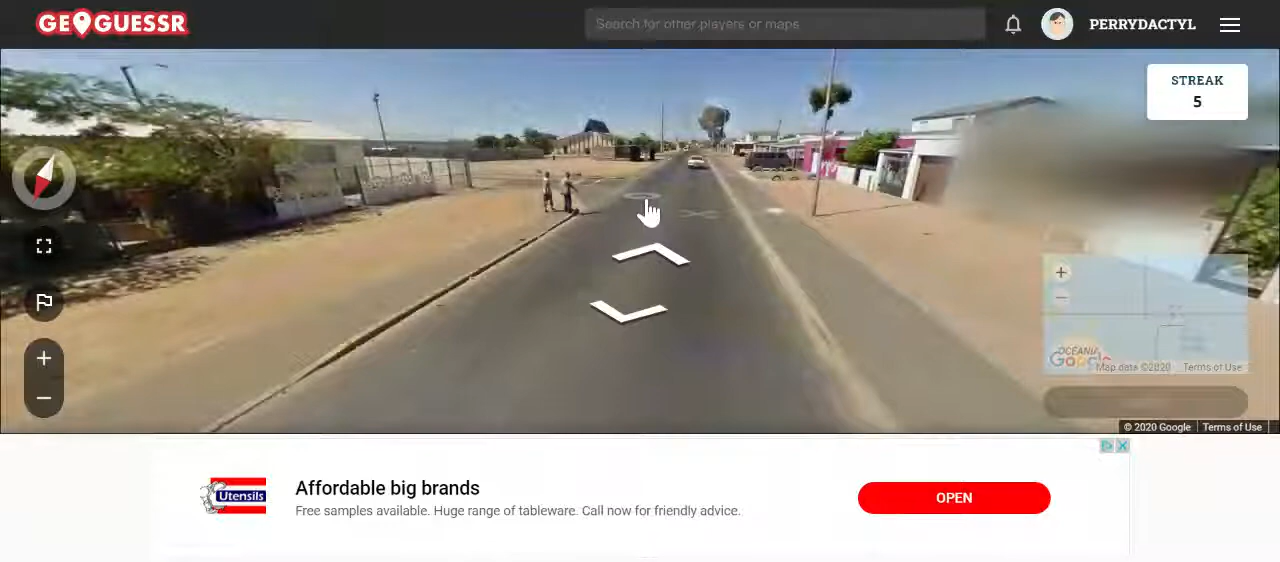 GEOGUESSR
Search for other players or maps
PERRYDACTYL
STREAK
5
OCEANIA
Google
Map data ©2020
Terms of Use
© 2020 Google
Terms of Use
Utensils
Affordable big brands
Free samples available. Huge range of tableware. Call now for friendly advice.
OPEN